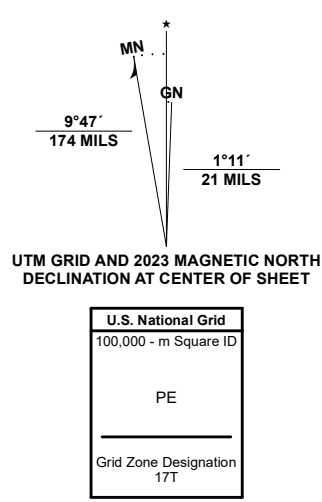 MN
GN
9°47´
174 MILS
1°11´
21 MILS
UTM GRID AND 2023 MAGNETIC NORTH
DECLINATION AT CENTER OF SHEET
U.S. National Grid
100,000 - m Square ID
PE
Grid Zone Designation
17T